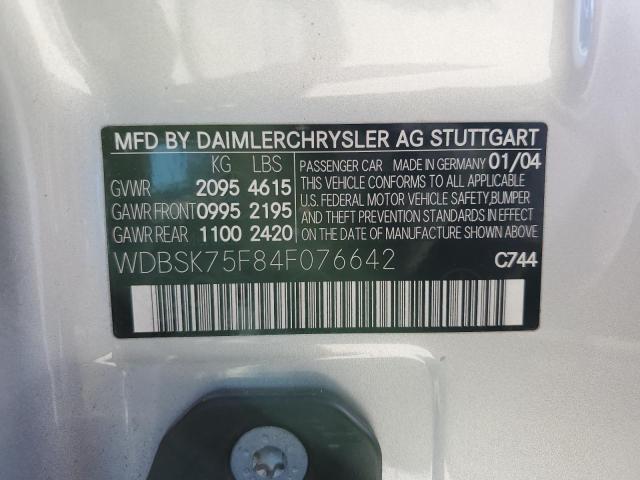 MFD BY DAIMLERCHRYSLER AG STUTTGART
KG LBS
GVWR 2095 4615
GAWR FRONT 0995 2195
GAWR REAR 1100 2420
PASSENGER CAR MADE IN GERMANY 01/04
THIS VEHICLE CONFORMS TO ALL APPLICABLE
U.S. FEDERAL MOTOR VEHICLE SAFETY,BUMPER
AND THEFT PREVENTION STANDARDS IN EFFECT
ON THE DATE OF MANUFACTURE SHOWN ABOVE.
WDBSK75F84F076642 C744